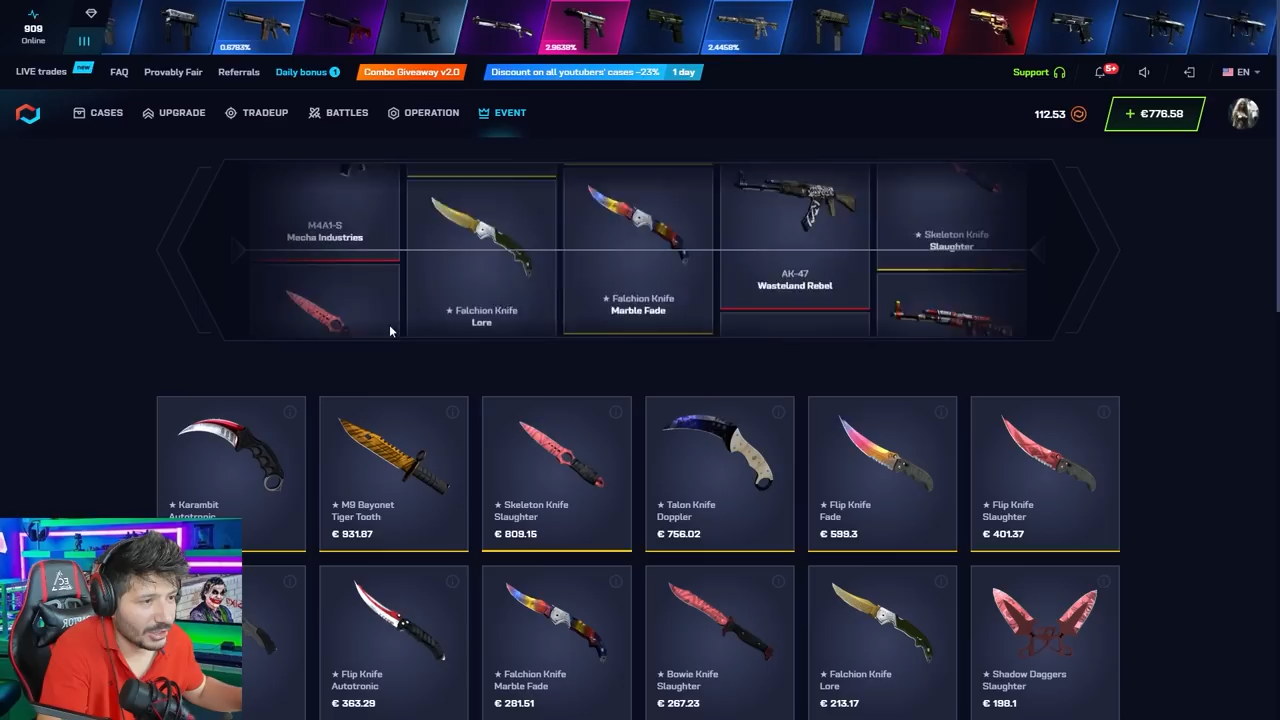 909
Online
0.6783%
2.9638%
2.4458%
LIVE trades
new
FAQ
Provably Fair
Referrals
Daily bonus 1
Combo Giveaway v2.0
Discount on all youtubers' cases -23%
1 day
Support
5+
EN
CASES
UPGRADE
TRADEUP
BATTLES
OPERATION
EVENT
112.53
+ €776.58
M4A1-S
Mecha Industries
★ Falchion Knife
Lore
★ Falchion Knife
Marble Fade
AK-47
Wasteland Rebel
★ Skeleton Knife
Slaughter
★ Karambit
Autotronic
★ M9 Bayonet
Tiger Tooth
€ 931.87
★ Skeleton Knife
Slaughter
€ 809.15
★ Talon Knife
Doppler
€ 756.02
★ Flip Knife
Fade
€ 599.3
★ Flip Knife
Slaughter
€ 401.37
★ Flip Knife
Autotronic
€ 363.29
★ Falchion Knife
Marble Fade
€ 281.51
★ Bowie Knife
Slaughter
€ 267.23
★ Falchion Knife
Lore
€ 213.17
★ Shadow Daggers
Slaughter
€ 198.1